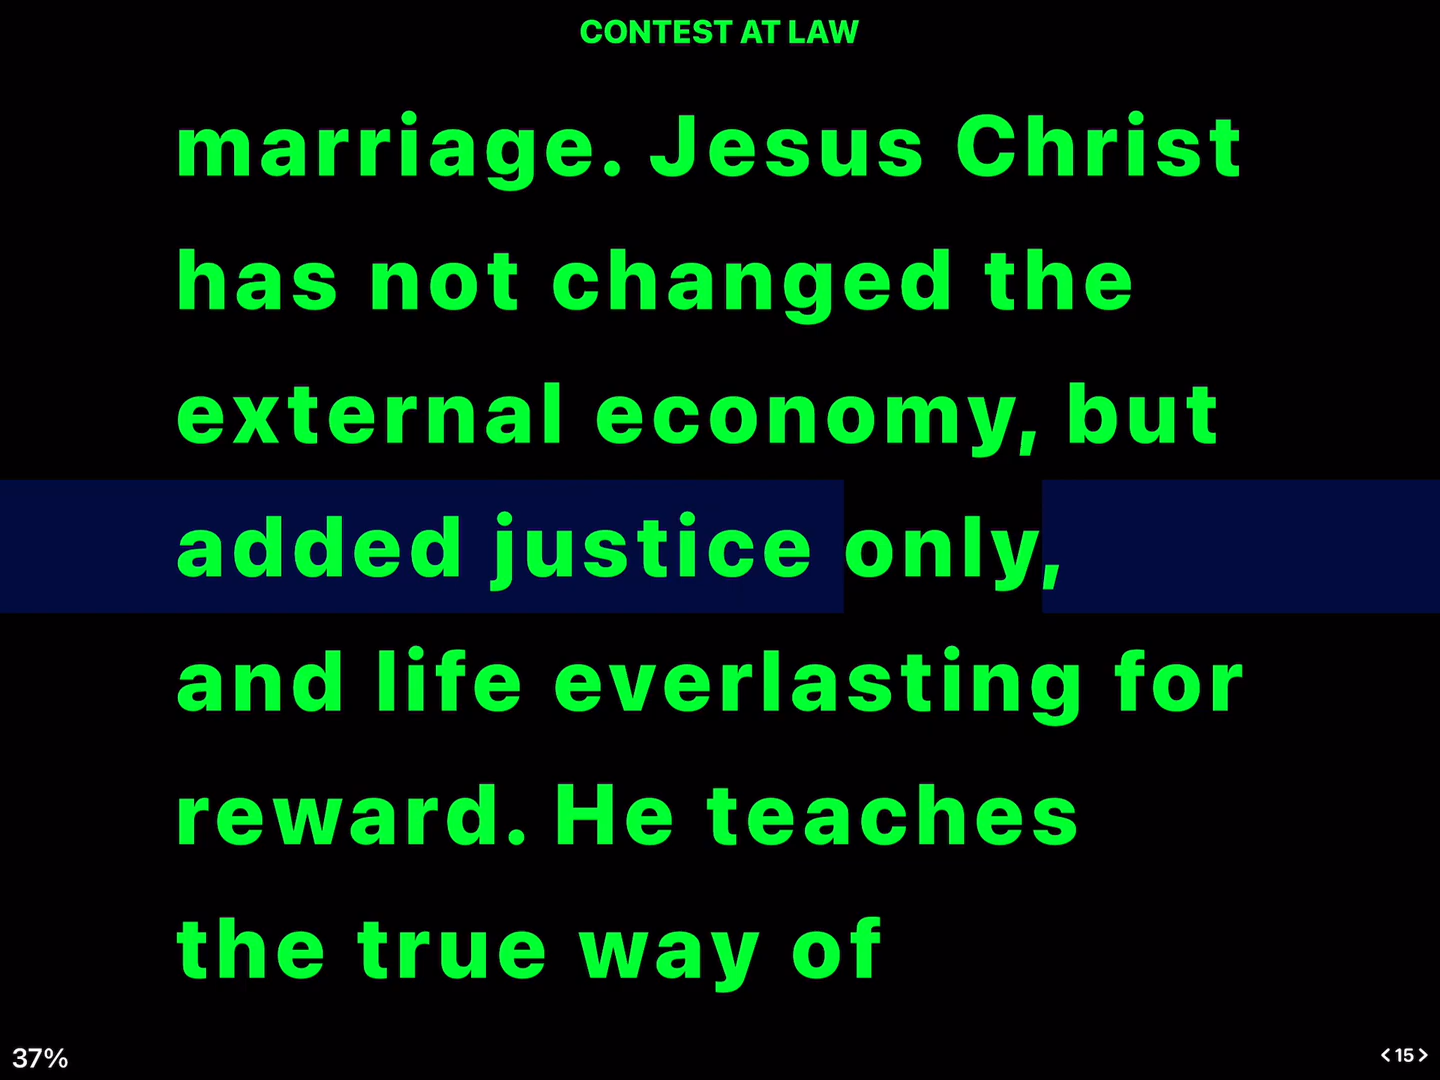 CONTEST AT LAW
marriage. Jesus Christ
has not changed the
external economy, but
added justice only,
and life everlasting for
reward. He teaches
the true way of
37%
<15>